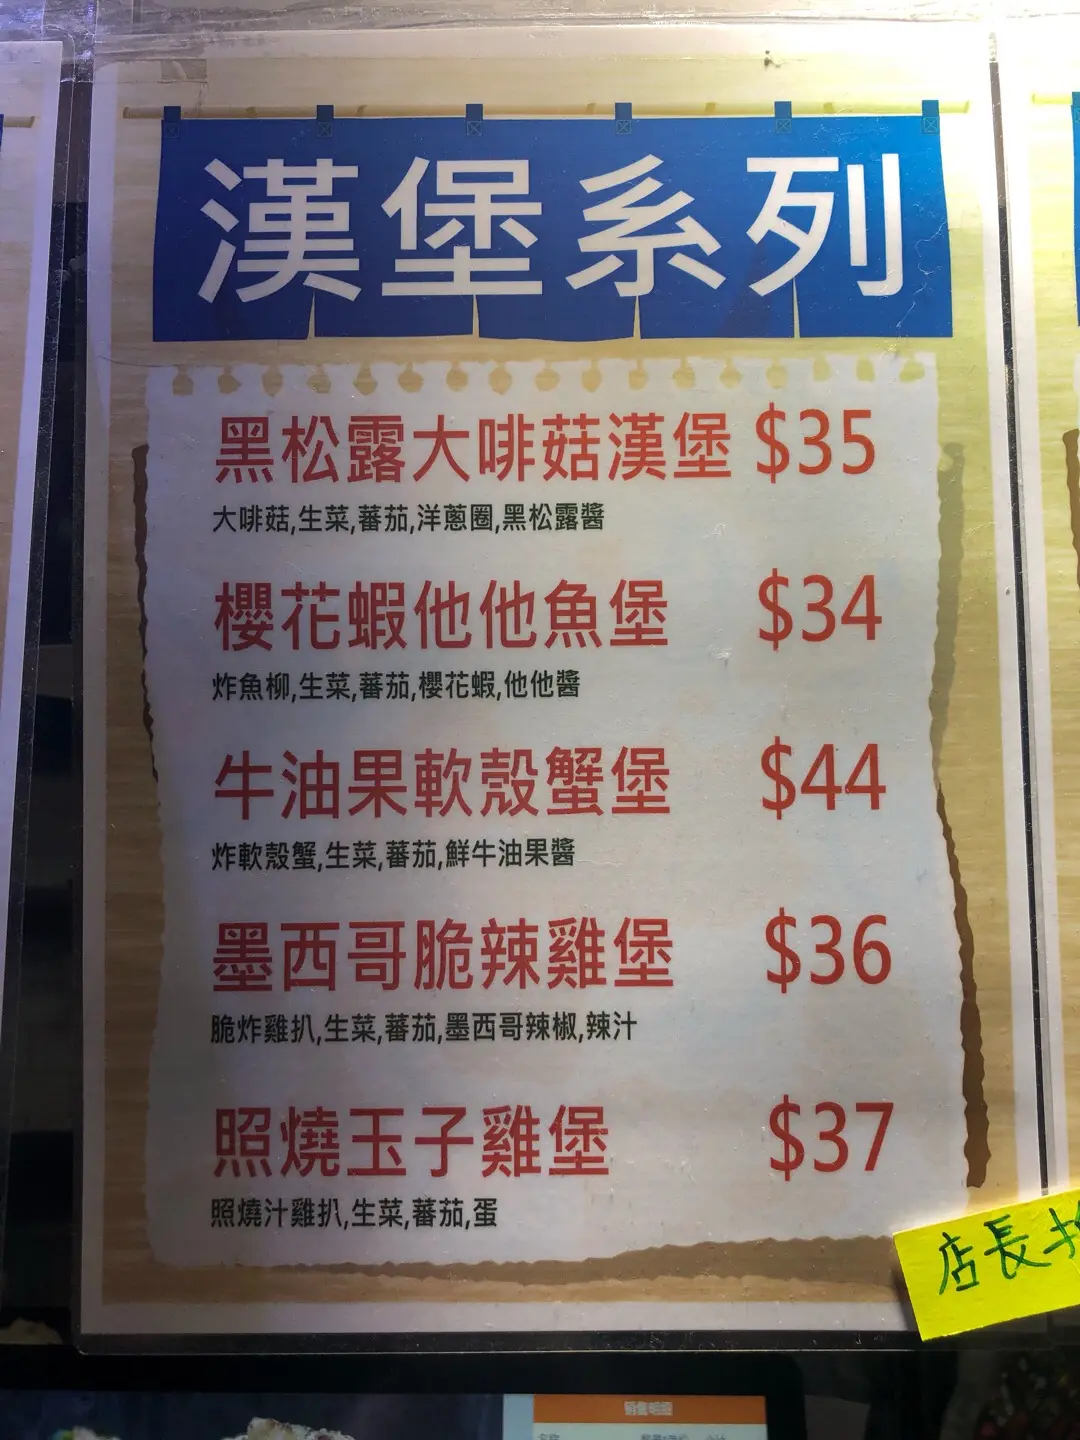 漢堡系列
黑松露大啡菇漢堡 $35
大啡菇,生菜,蕃茄,洋蔥圈,黑松露醬
櫻花蝦他他魚堡 $34
炸魚柳,生菜,蕃茄,櫻花蝦,他他醬
牛油果軟殼蟹堡 $44
炸軟殼蟹,生菜,蕃茄,鮮牛油果醬
墨西哥脆辣雞堡 $36
脆炸雞扒,生菜,蕃茄,墨西哥辣椒,辣汁
照燒玉子雞堡 $37
照燒汁雞扒,生菜,蕃茄,蛋
店長